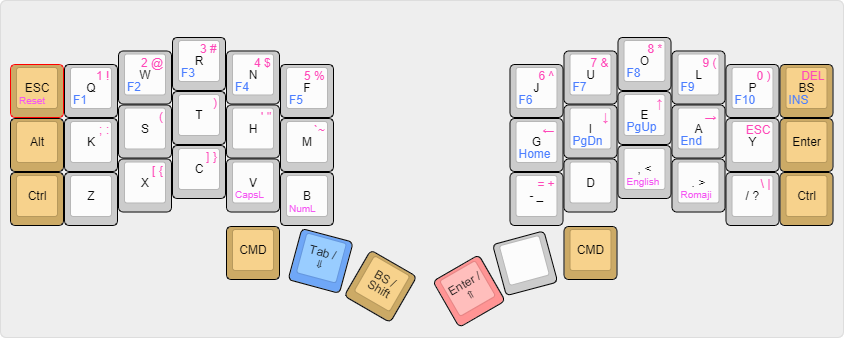 ESC
Reset
1 !
Q
F1
2 @
W
F2
3 #
R
F3
4 $
N
F4
5 %
F
F5
6 ^
J
F6
7 &
U
F7
8 *
O
F8
9 (
L
F9
0 )
P
F10
DEL
BS
INS
Alt
; :
K
(
S
)
T
' "
H
` ~
M
←
G
Home
↓
I
PgDn
↑
E
PgUp
→
A
End
ESC
Y
Enter
Ctrl
Z
[ {
X
] }
C
V
CapsL
B
NumL
= +
- _
D
, <
English
. >
Romaji
\ |
/ ?
Ctrl
CMD
Tab /
⇓
BS /
Shift
Enter /
⇑
CMD